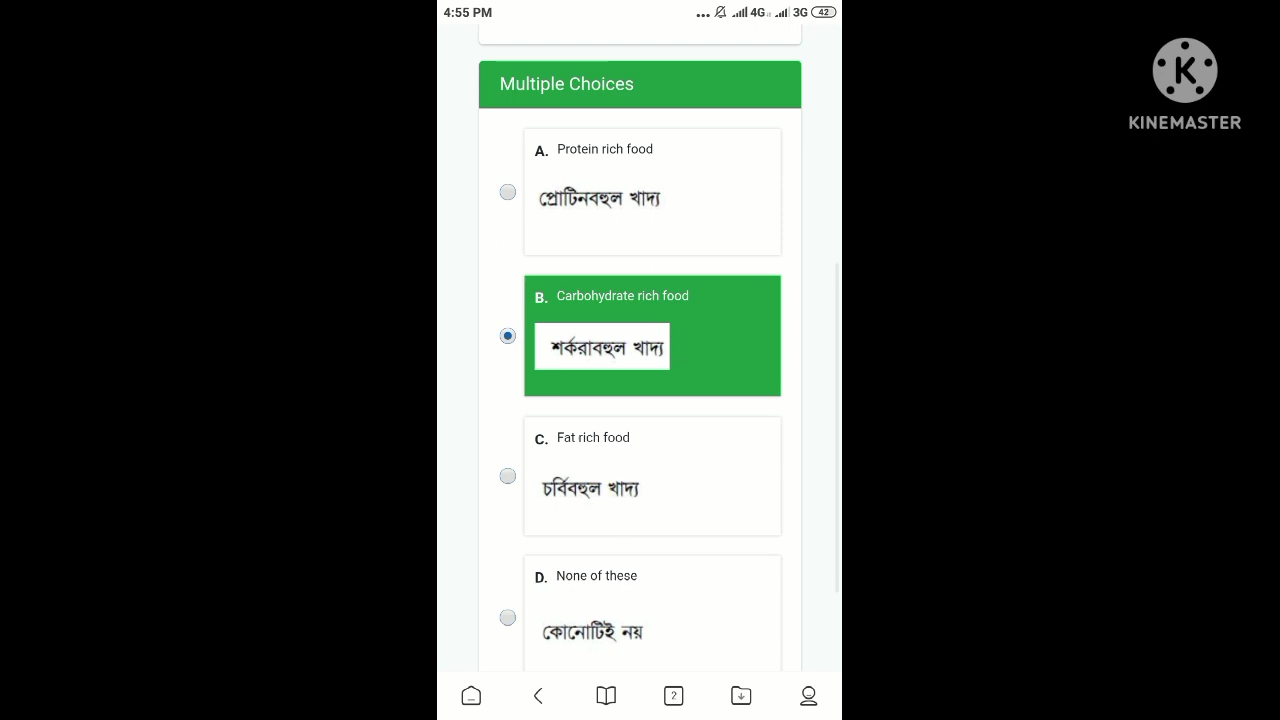 4:55 PM
4G
3G
42
Multiple Choices
A. Protein rich food
প্রোটিনবহুল খাদ্য
B. Carbohydrate rich food
শর্করাবহুল খাদ্য
C. Fat rich food
চর্বিবহুল খাদ্য
D. None of these
কোনোটিই নয়
2
K
KINEMASTER